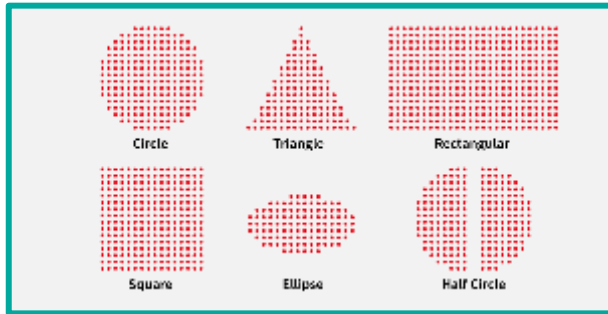 Circle
Triangle
Rectangular
Square
Ellipse
Half Circle